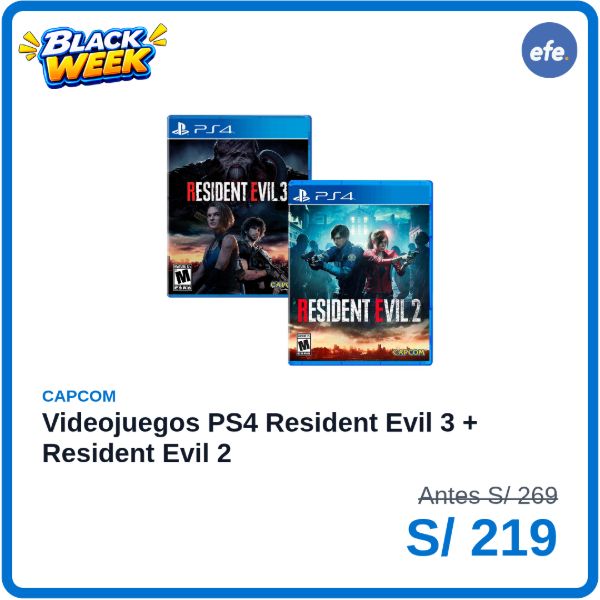 BLACK
WEEK
efe.
PS4
RESIDENT EVIL 3
M
CAPCOM
PS4
RESIDENT EVIL 2
M
CAPCOM
CAPCOM
Videojuegos PS4 Resident Evil 3 +
Resident Evil 2
Antes S/ 269
S/ 219